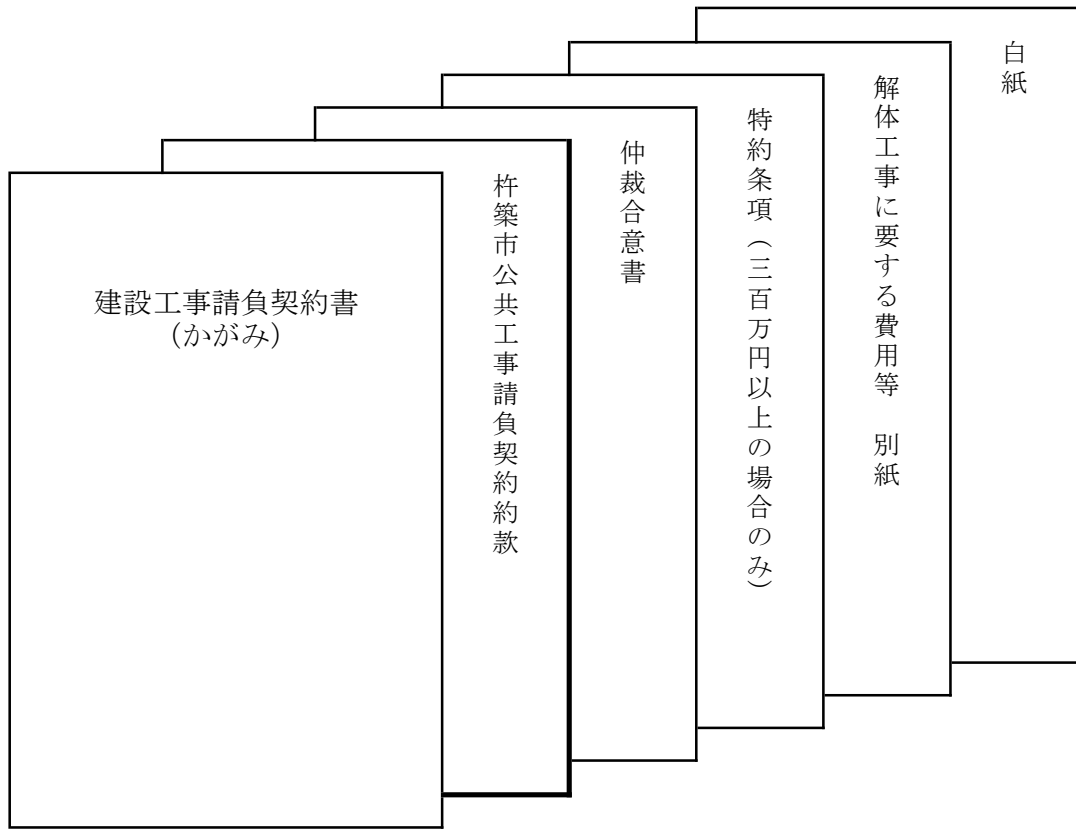 建設工事請負契約書
(かがみ)
杵築市公共工事請負契約約款
仲裁合意書
特約条項(三百万円以上の場合のみ)
解体工事に要する費用等　別紙
白紙